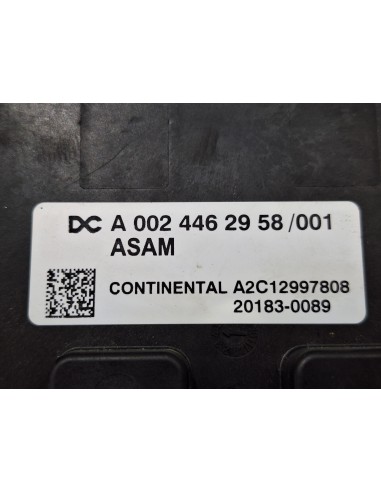 DC A 002 446 29 58 /001
ASAM
CONTINENTAL A2C12997808
20183-0089